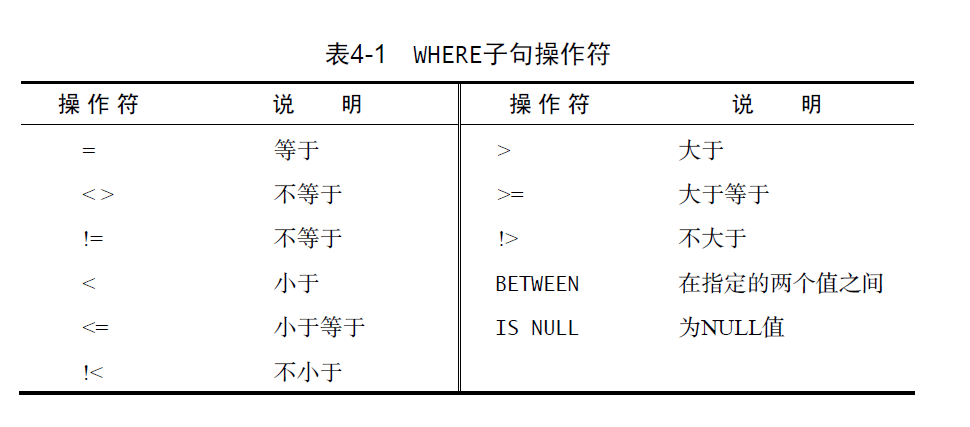 表4-1 WHERE子句操作符
操作符 说 明 操作符 说 明
= 等于 > 大于
<> 不等于 >= 大于等于
!= 不等于 !> 不大于
< 小于 BETWEEN 在指定的两个值之间
<= 小于等于 IS NULL 为NULL值
!< 不小于